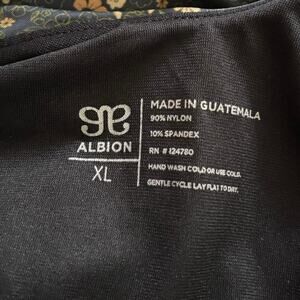 ALBION
XL
MADE IN GUATEMALA
90% NYLON
10% SPANDEX
RN # 124780
HAND WASH COLD OR USE COLD
GENTLE CYCLE LAY FLAT TO DRY.